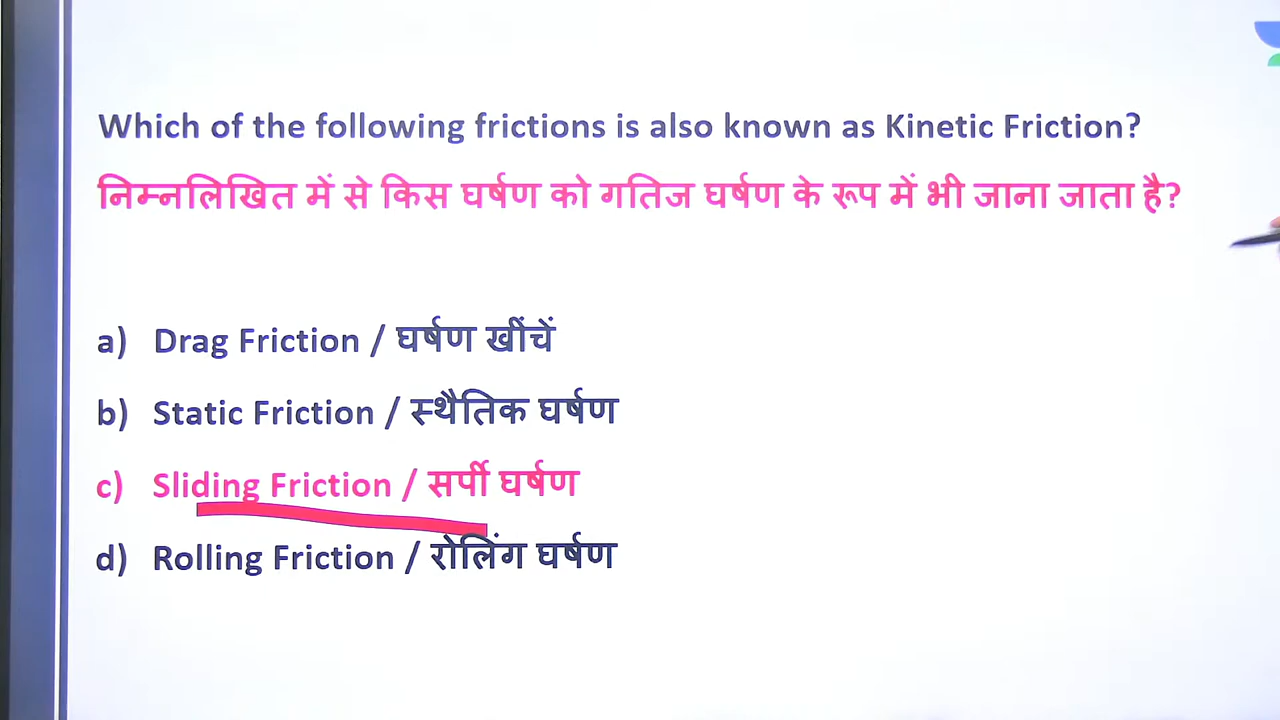 Which of the following frictions is also known as Kinetic Friction?
निम्नलिखित में से किस घर्षण को गतिज घर्षण के रूप में भी जाना जाता है?
a) Drag Friction / घर्षण खींचें
b) Static Friction / स्थैतिक घर्षण
c) Sliding Friction / सर्पी घर्षण
d) Rolling Friction / रोलिंग घर्षण